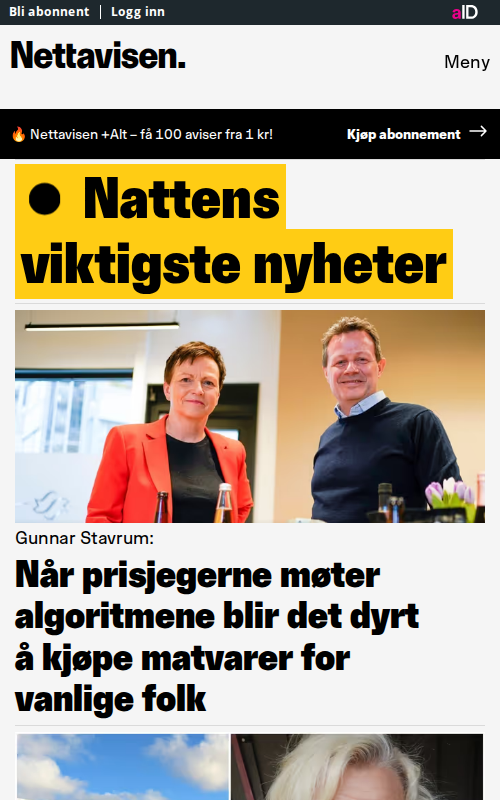 Bli abonnent | Logg inn
aID
Nettavisen.
Meny
🔥 Nettavisen +Alt – få 100 aviser fra 1 kr!
Kjøp abonnement →
● Nattens
viktigste nyheter
Gunnar Stavrum:
Når prisjegerne møter
algoritmene blir det dyrt
å kjøpe matvarer for
vanlige folk